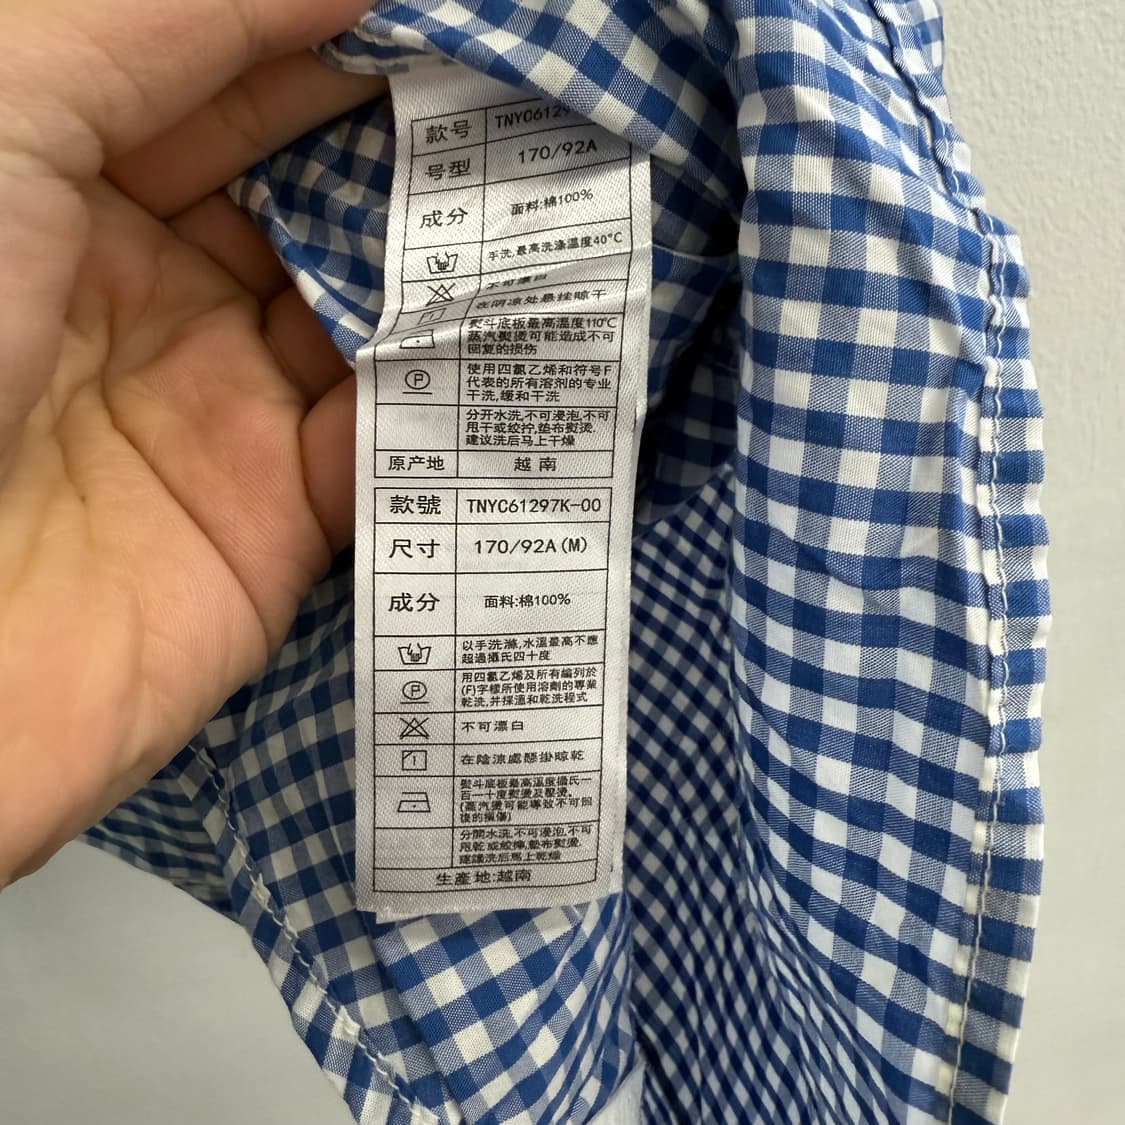 款号 TNYC6129
号型 170/92A
成分 面料:棉100%
手洗,最高洗涤温度40℃
不可漂白
在阴凉处悬挂晾干
熨斗底板最高温度110℃
蒸汽熨烫可能造成不可
回复的损伤
P
使用四氯乙烯和符号F
代表的所有溶剂的专业
干洗,缓和干洗
分开水洗,不可浸泡,不可
甩干或绞拧,垫布熨烫.
建议洗后马上干燥
原产地 越南
款號 TNYC61297K-00
尺寸 170/92A(M)
成分 面料:棉100%
以手洗滌,水溫最高不應
超過攝氏四十度
P
用四氯乙烯及所有編列於
(F)字樣所使用溶劑的專業
乾洗,并採溫和乾洗程式
不可漂白
在陰涼處懸掛晾乾
熨斗底板最高溫度攝氏一
百一十度熨燙及壓燙,
(蒸汽燙可能導致不可回
復的損傷)
分開水洗,不可浸泡,不可
甩乾或絞擰,墊布熨燙.
建議洗后馬上乾燥
生產地:越南